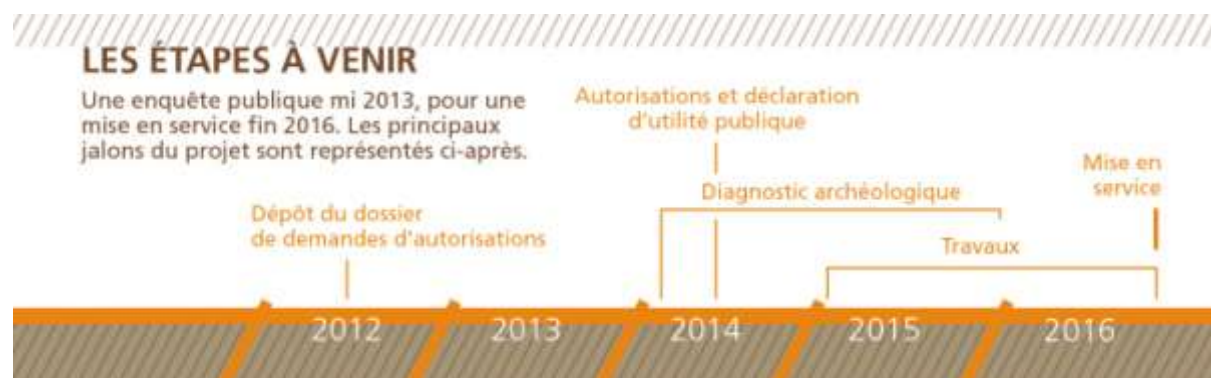 LES ÉTAPES À VENIR
Une enquête publique mi 2013, pour une
mise en service fin 2016. Les principaux
jalons du projet sont représentés ci-après.
Autorisations et déclaration
d'utilité publique
Mise en
service
Diagnostic archéologique
Dépôt du dossier
de demandes d'autorisations
Travaux
2012
2013
2014
2015
2016